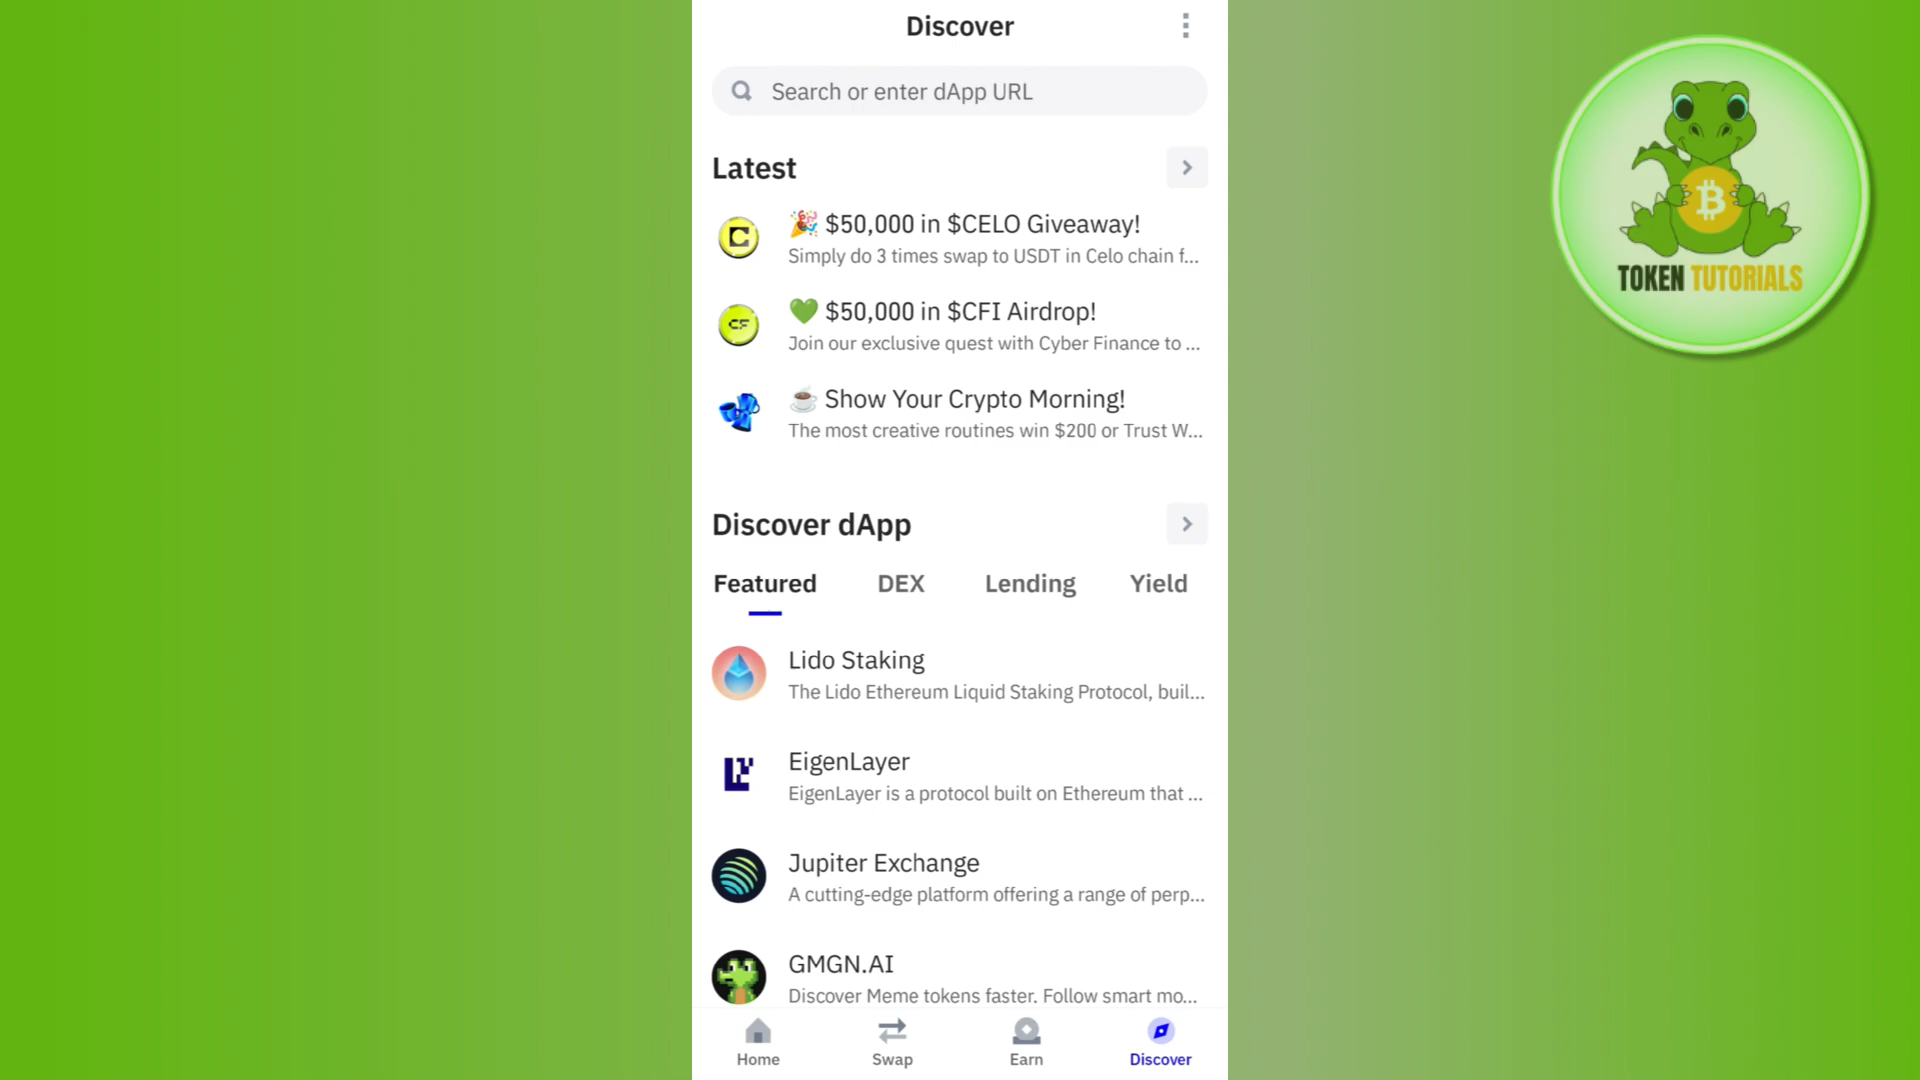 Discover
Search or enter dApp URL
Latest
$50,000 in $CELO Giveaway!
Simply do 3 times swap to USDT in Celo chain f...
$50,000 in $CFI Airdrop!
Join our exclusive quest with Cyber Finance to ...
Show Your Crypto Morning!
The most creative routines win $200 or Trust W...
Discover dApp
Featured DEX Lending Yield
Lido Staking
The Lido Ethereum Liquid Staking Protocol, buil...
EigenLayer
EigenLayer is a protocol built on Ethereum that ...
Jupiter Exchange
A cutting-edge platform offering a range of perp...
GMGN.AI
Discover Meme tokens faster. Follow smart mo...
Home Swap Earn Discover
TOKEN TUTORIALS